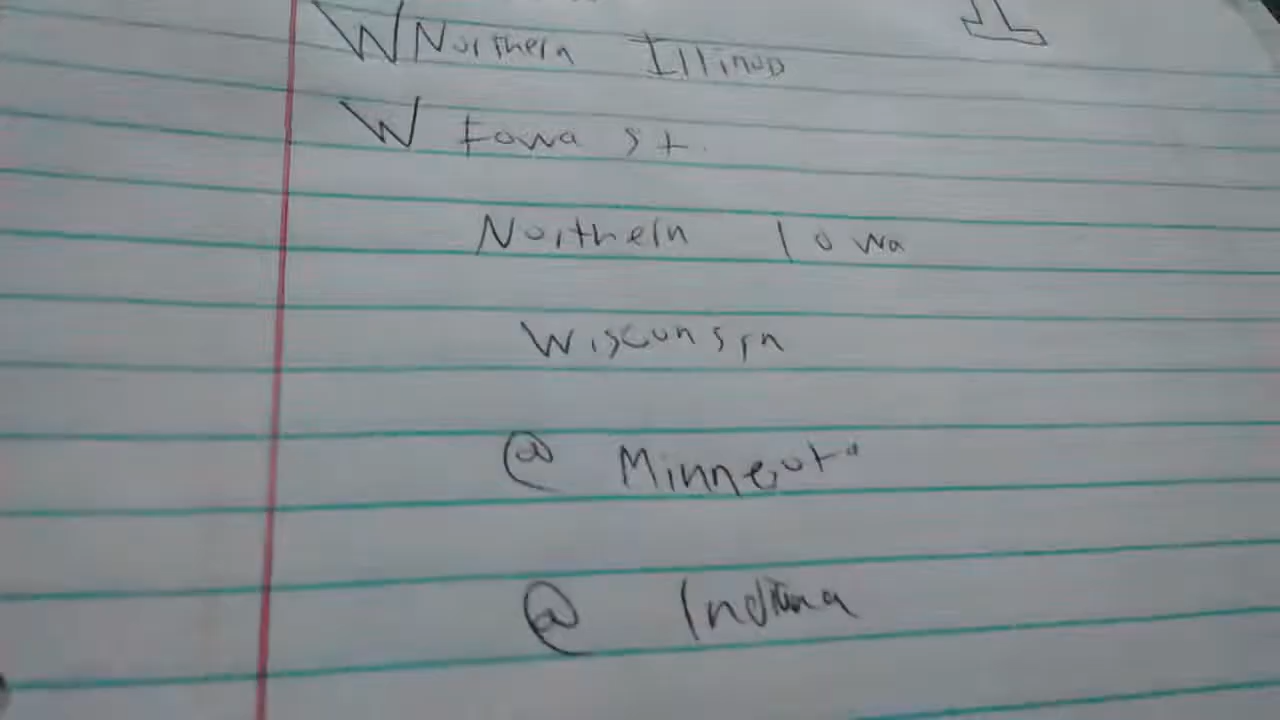 W Northern Illinois
W Iowa St.
Northern Iowa
Wisconsin
@ Minnesota
@ Indiana